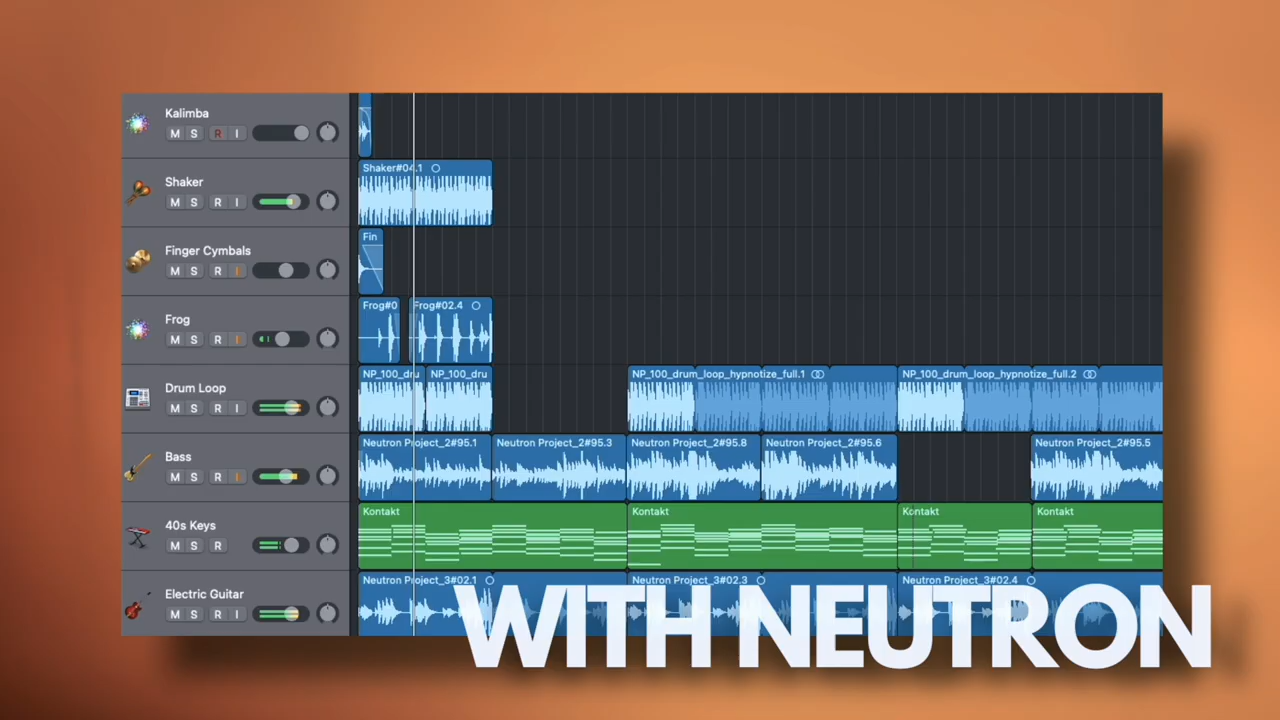 Kalimba
M S R I
Shaker
M S R I
Shaker#04.1
Finger Cymbals
M S R I
Fin
Frog
M S R I
Frog#0
Frog#02.4
Drum Loop
M S R I
NP_100_dru
NP_100_dru
NP_100_drum_loop_hypnotize_full.1
NP_100_drum_loop_hypnotize_full.2
Bass
M S R I
Neutron Project_2#95.1
Neutron Project_2#95.3
Neutron Project_2#95.8
Neutron Project_2#95.6
Neutron Project_2#95.5
40s Keys
M S R
Kontakt
Kontakt
Kontakt
Kontakt
Electric Guitar
M S R I
Neutron Project_3#02.1
Neutron Project_3#02.3
Neutron Project_3#02.4
WITH NEUTRON